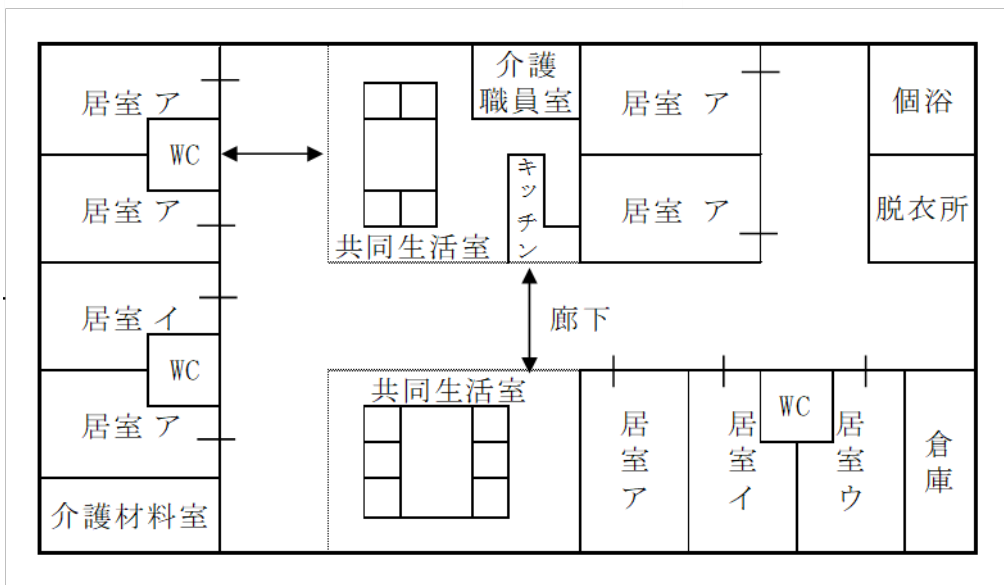 居室 ア
WC
居室 ア
居室 イ
WC
居室 ア
介護材料室
共同生活室
介護
職員室
キッチン
居室 ア
居室 ア
個浴
脱衣所
廊下
共同生活室
居室ア
居室イ
WC
居室ウ
倉庫